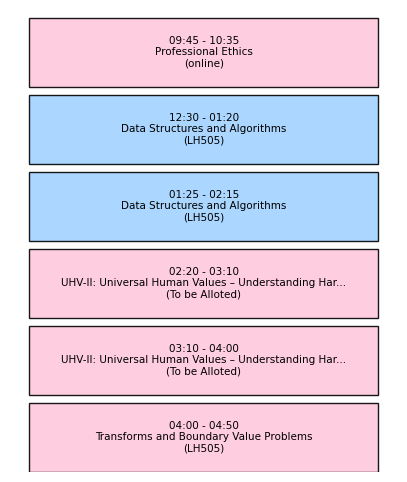 09:45 - 10:35
Professional Ethics
(online)
12:30 - 01:20
Data Structures and Algorithms
(LH505)
01:25 - 02:15
Data Structures and Algorithms
(LH505)
02:20 - 03:10
UHV-II: Universal Human Values – Understanding Har...
(To be Alloted)
03:10 - 04:00
UHV-II: Universal Human Values – Understanding Har...
(To be Alloted)
04:00 - 04:50
Transforms and Boundary Value Problems
(LH505)